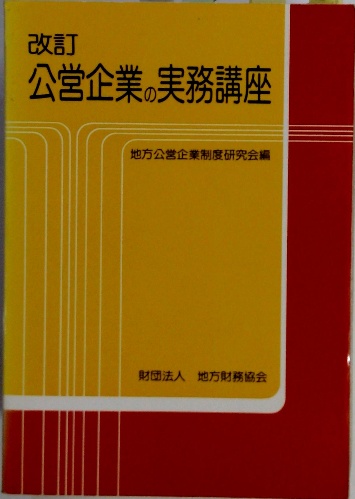 改訂
公営企業の実務講座
地方公営企業制度研究会編
財団法人　地方財務協会